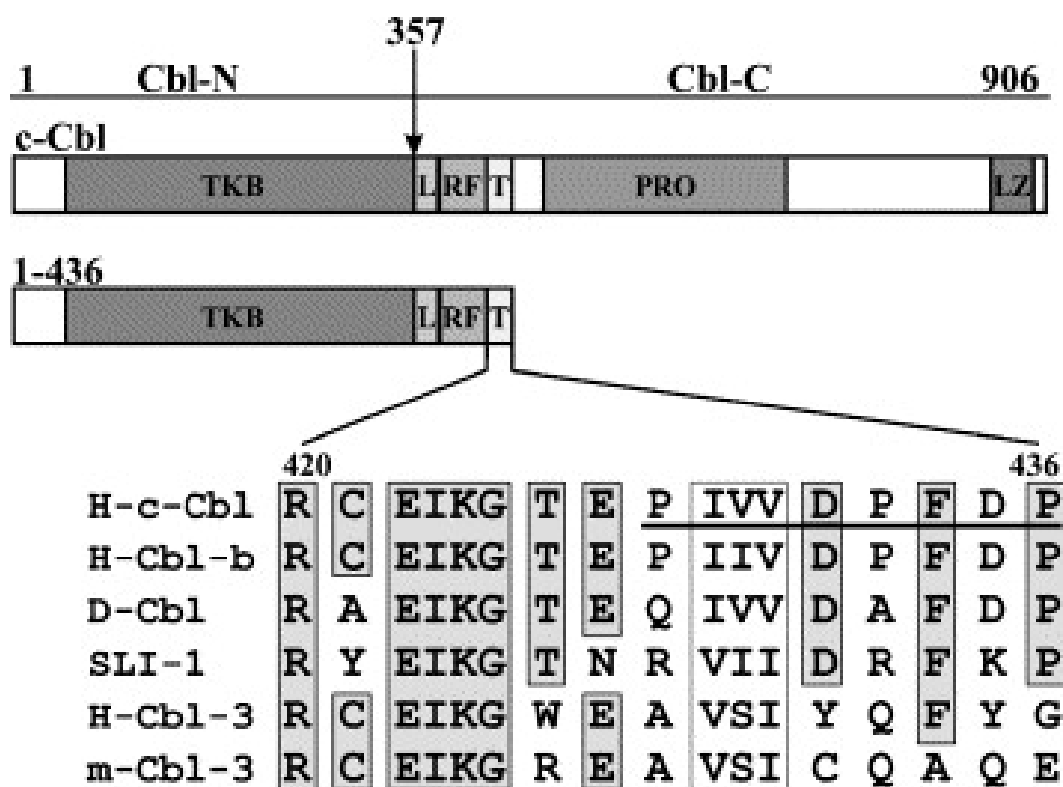 357
1 Cbl-N Cbl-C 906
c-Cbl
TKB L RF T PRO LZ
1-436
TKB L RF T
420 436
H-c-Cbl R C EIKG T E P IVV D P F D P
H-Cbl-b R C EIKG T E P IIV D P F D P
D-Cbl R A EIKG T E Q IVV D A F D P
SLI-1 R Y EIKG T N R VII D R F K P
H-Cbl-3 R C EIKG W E A VSI Y Q F Y G
m-Cbl-3 R C EIKG R E A VSI C Q A Q E